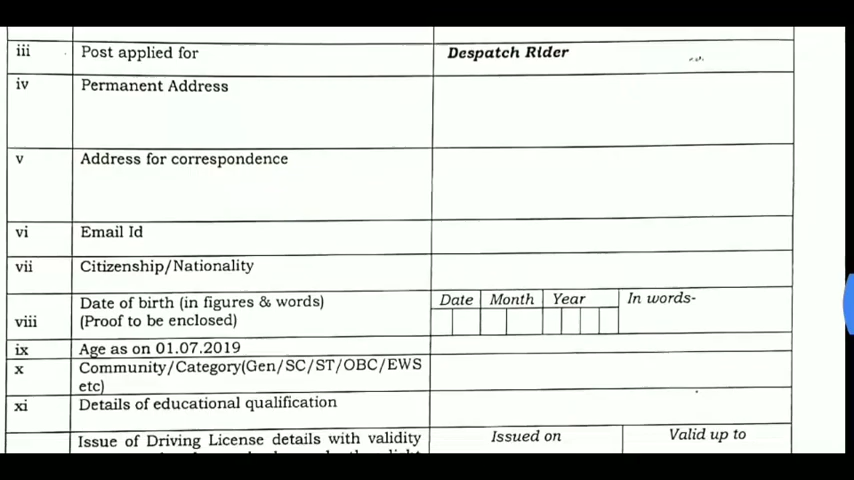 iii Post applied for Despatch Rider
iv Permanent Address
v Address for correspondence
vi Email Id
vii Citizenship/Nationality
viii Date of birth (in figures & words) Date Month Year In words-
(Proof to be enclosed)
ix Age as on 01.07.2019
x Community/Category(Gen/SC/ST/OBC/EWS
etc)
xi Details of educational qualification
Issue of Driving License details with validity Issued on Valid up to